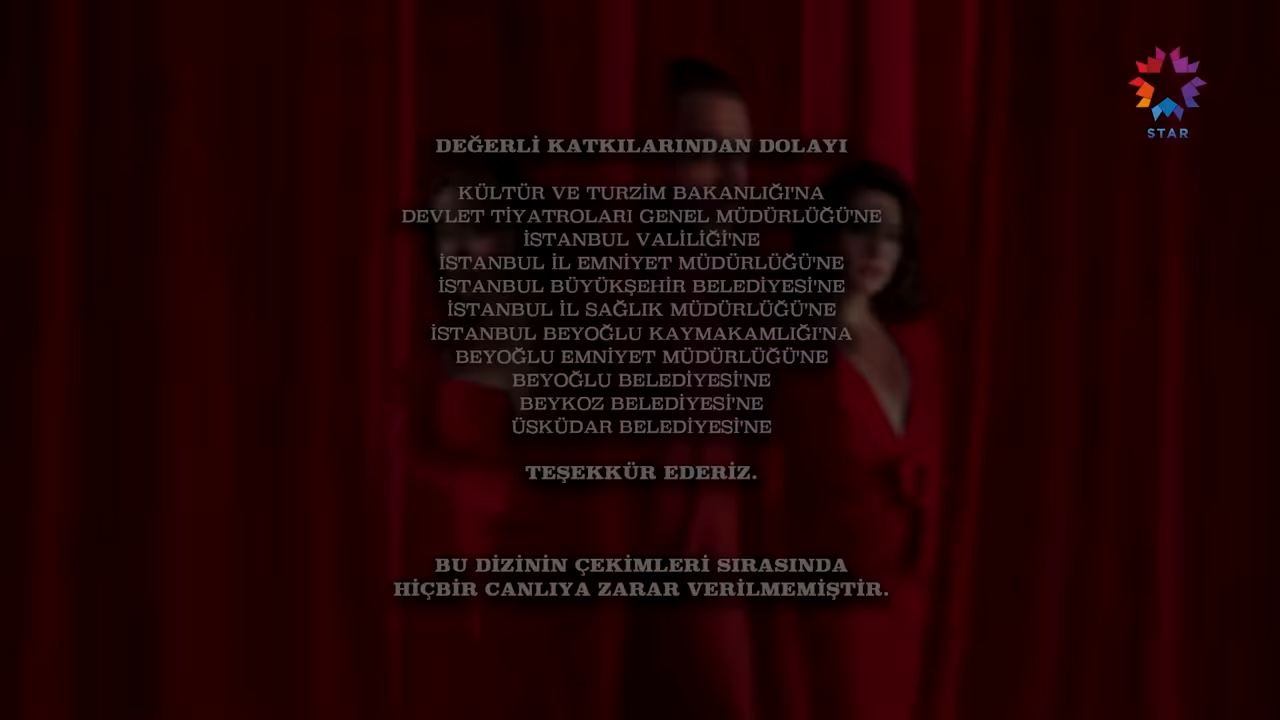 STAR
DEĞERLİ KATKILARINDAN DOLAYI
KÜLTÜR VE TURZİM BAKANLIĞI'NA
DEVLET TİYATROLARI GENEL MÜDÜRLÜĞÜ'NE
İSTANBUL VALİLİĞİ'NE
İSTANBUL İL EMNİYET MÜDÜRLÜĞÜ'NE
İSTANBUL BÜYÜKŞEHİR BELEDİYESİ'NE
İSTANBUL İL SAĞLIK MÜDÜRLÜĞÜ'NE
İSTANBUL BEYOĞLU KAYMAKAMLIĞI'NA
BEYOĞLU EMNİYET MÜDÜRLÜĞÜ'NE
BEYOĞLU BELEDİYESİ'NE
BEYKOZ BELEDİYESİ'NE
ÜSKÜDAR BELEDİYESİ'NE
TEŞEKKÜR EDERİZ.
BU DİZİNİN ÇEKİMLERİ SIRASINDA
HİÇBİR CANLIYA ZARAR VERİLMEMİŞTİR.